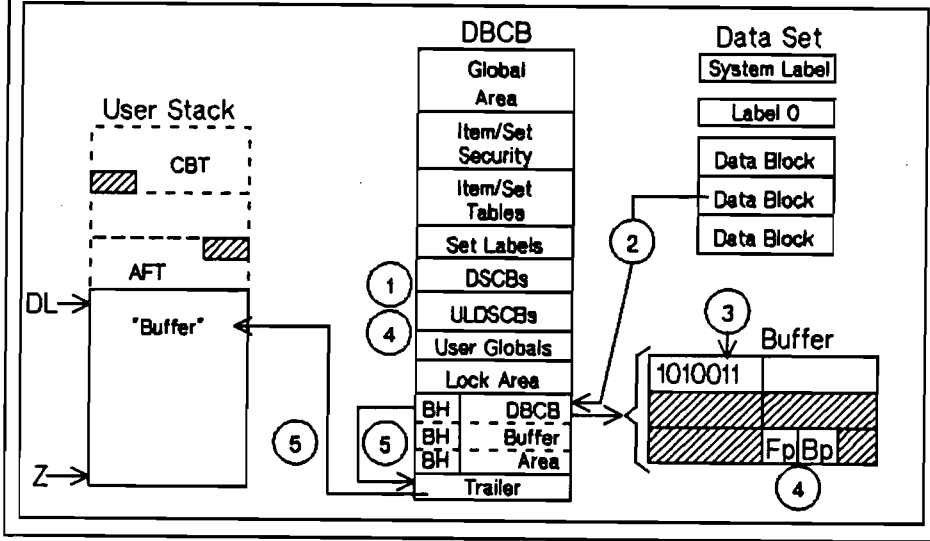 DBCB
Global
Area
Item/Set
Security
Item/Set
Tables
Set Labels
DSCBs
ULDSCBs
User Globals
Lock Area
BH DBCB
BH Buffer
BH Area
Trailer
User Stack
CBT
AFT
DL
"Buffer"
Z
1
4
5
5
Data Set
System Label
Label 0
Data Block
Data Block
Data Block
2
3
Buffer
1010011
Fp Bp
4